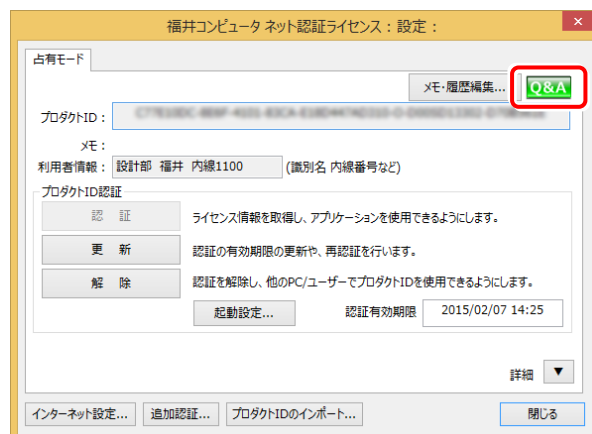 福井コンピュータ ネット認証ライセンス：設定：
占有モード
メモ・履歴編集... Q&A
プロダクトID：
メモ：
利用者情報： 設計部 福井 内線1100 (識別名 内線番号など)
プロダクトID認証
認 証 ライセンス情報を取得し、アプリケーションを使用できるようにします。
更 新 認証の有効期限の更新や、再認証を行います。
解 除 認証を解除し、他のPC/ユーザーでプロダクトIDを使用できるようにします。
起動設定... 認証有効期限 2015/02/07 14:25
詳細 ▼
インターネット設定... 追加認証... プロダクトIDのインポート... 閉じる